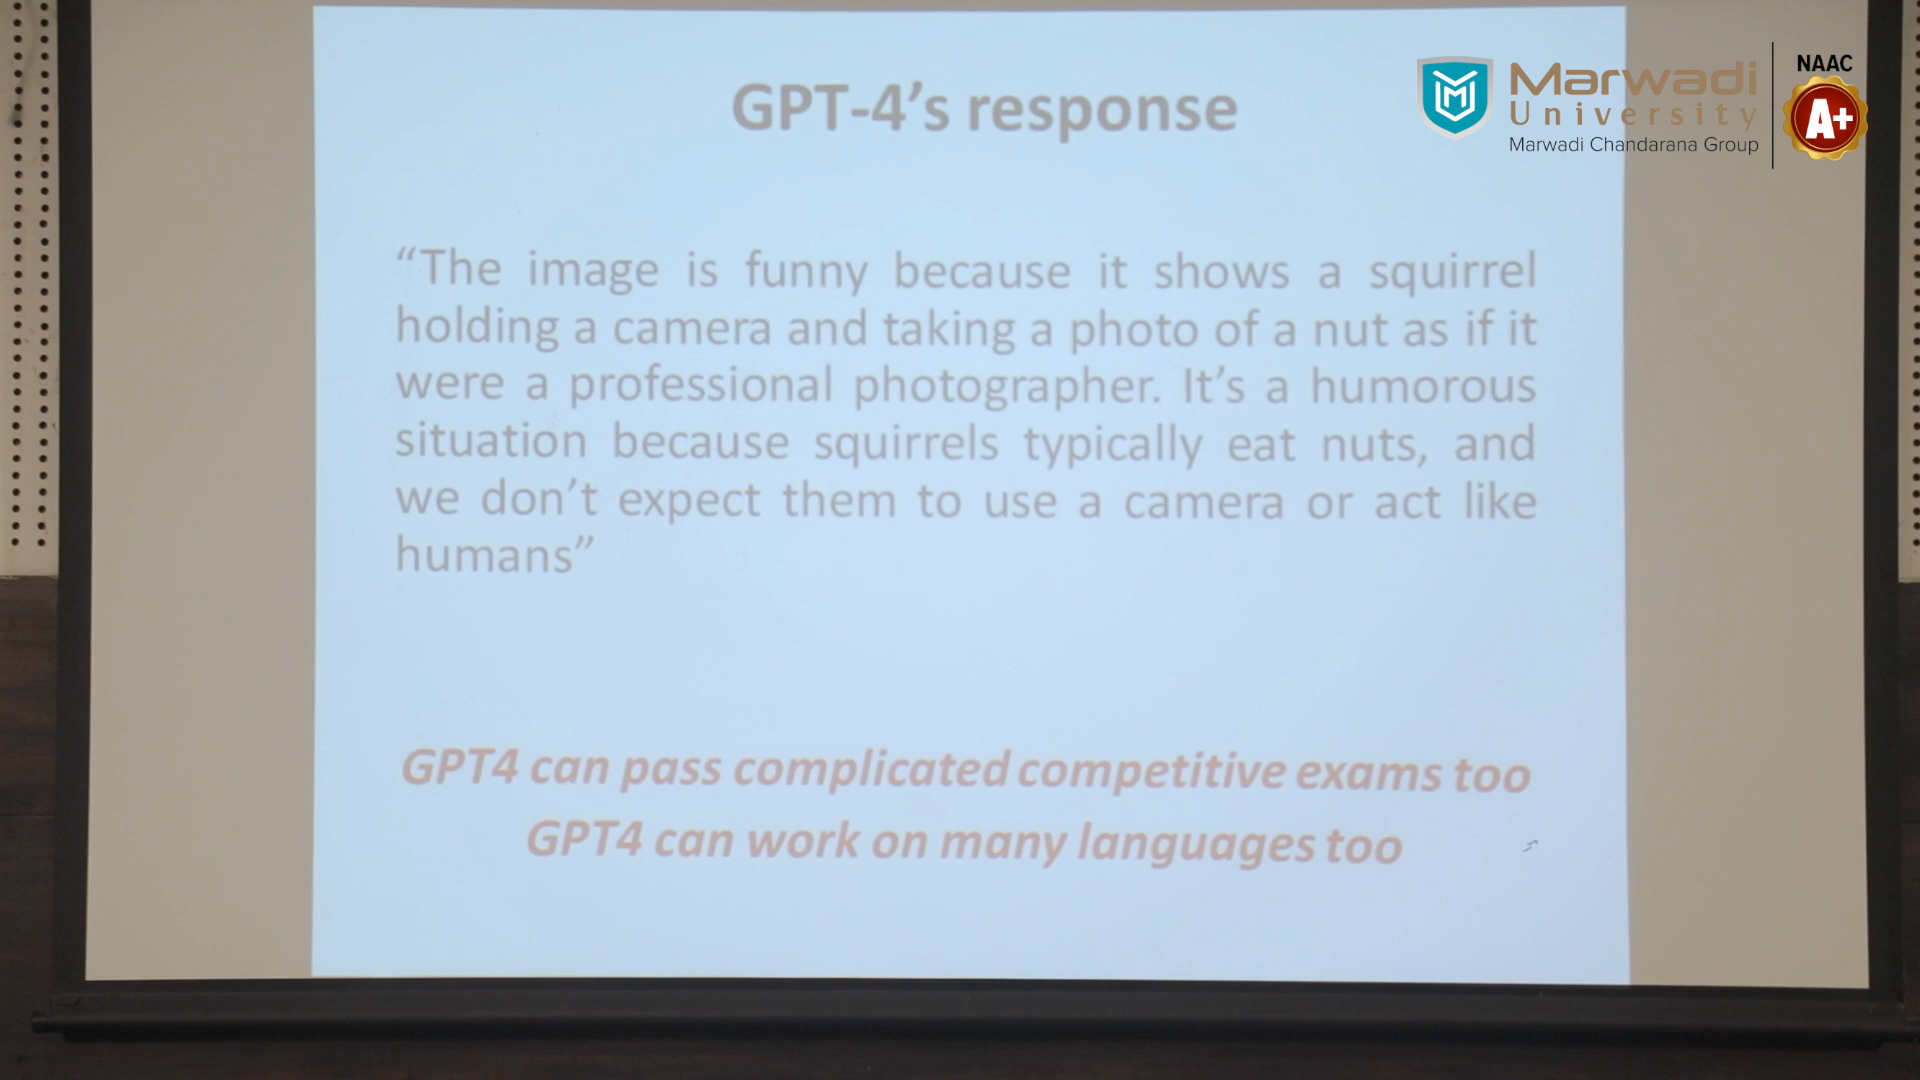 GPT-4's response
Marwadi
University
Marwadi Chandarana Group
NAAC
A+
“The image is funny because it shows a squirrel
holding a camera and taking a photo of a nut as if it
were a professional photographer. It’s a humorous
situation because squirrels typically eat nuts, and
we don’t expect them to use a camera or act like
humans”
GPT4 can pass complicated competitive exams too
GPT4 can work on many languages too